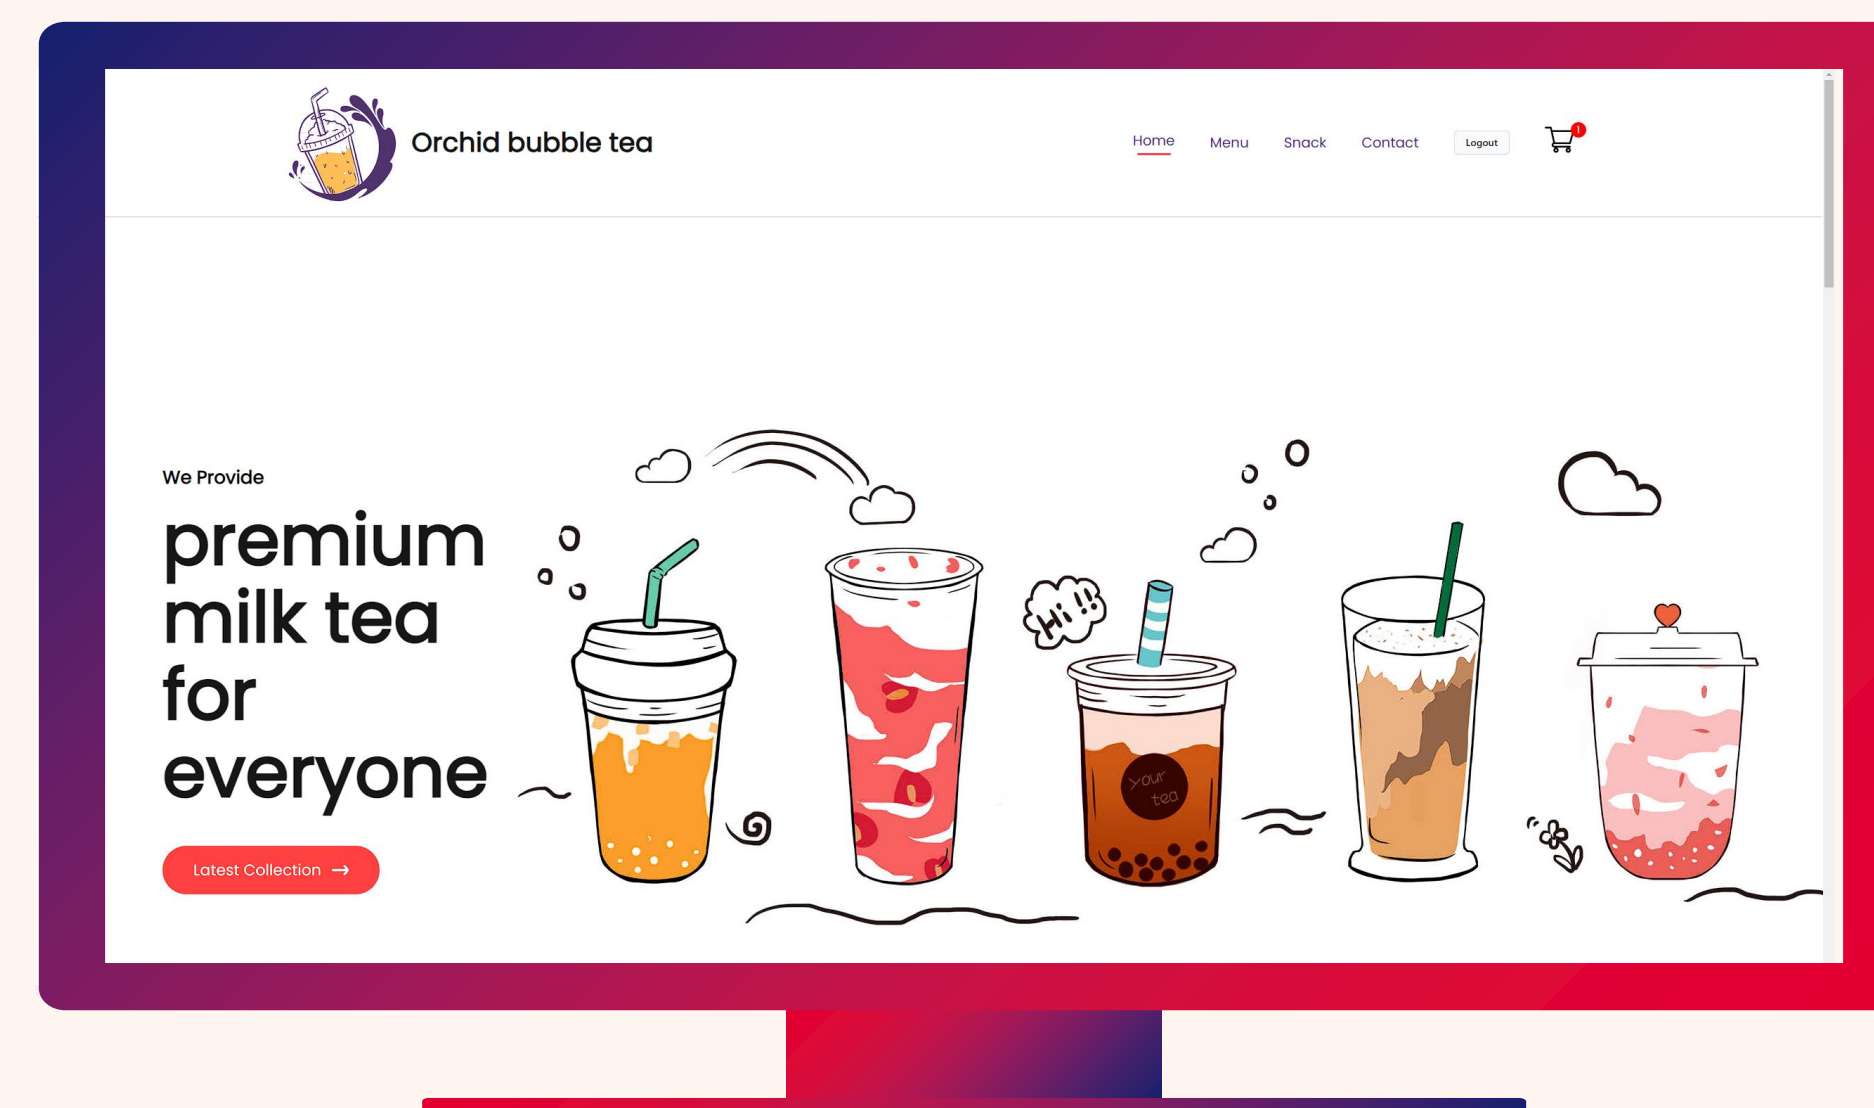 Orchid bubble tea
Home Menu Snack Contact Logout 1
We Provide
premium
milk tea
for
everyone
Latest Collection →
Hi !!
your
tea